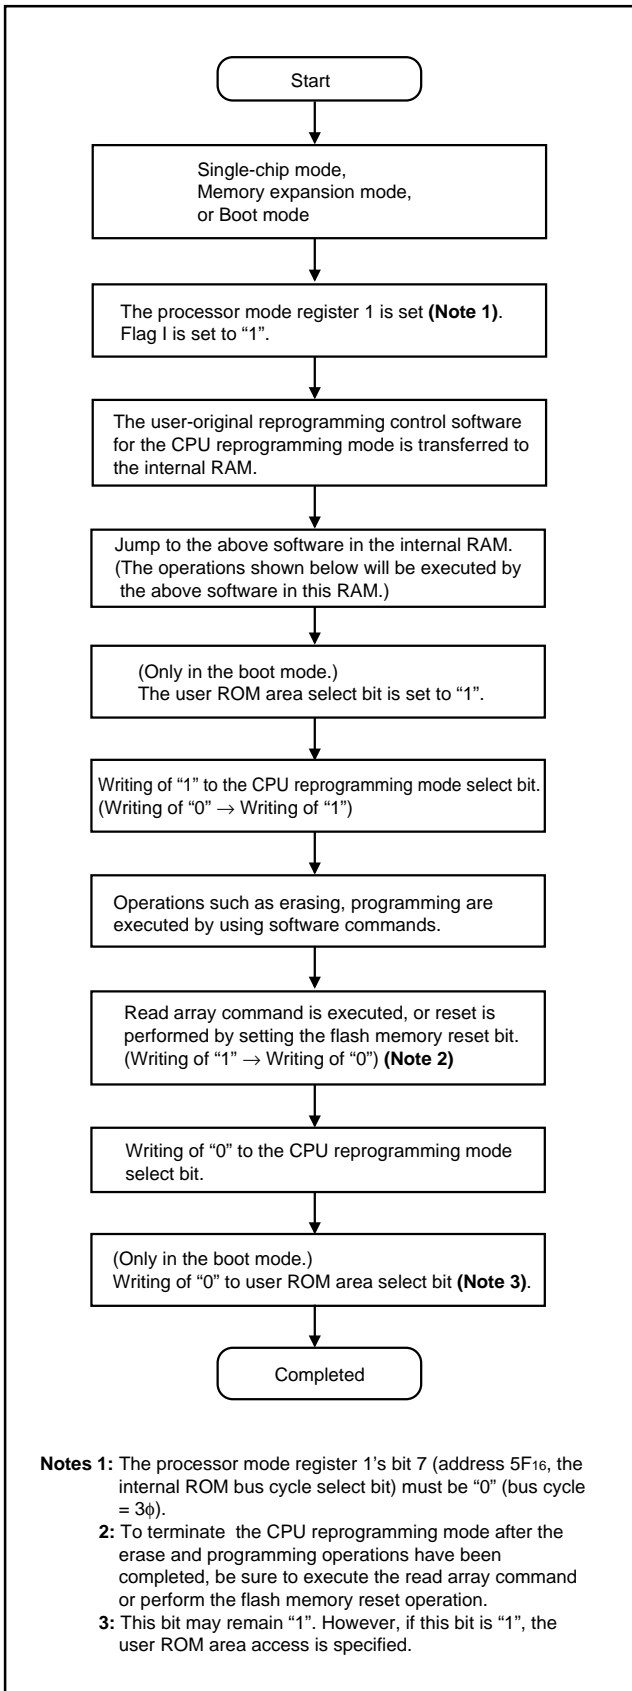 Start
Single-chip mode,
Memory expansion mode,
or Boot mode
The processor mode register 1 is set (Note 1).
Flag I is set to “1”.
The user-original reprogramming control software
for the CPU reprogramming mode is transferred to
the internal RAM.
Jump to the above software in the internal RAM.
(The operations shown below will be executed by
the above software in this RAM.)
(Only in the boot mode.)
The user ROM area select bit is set to “1”.
Writing of “1” to the CPU reprogramming mode select bit.
(Writing of “0” → Writing of “1”)
Operations such as erasing, programming are
executed by using software commands.
Read array command is executed, or reset is
performed by setting the flash memory reset bit.
(Writing of “1” → Writing of “0”) (Note 2)
Writing of “0” to the CPU reprogramming mode
select bit.
(Only in the boot mode.)
Writing of “0” to user ROM area select bit (Note 3).
Completed
Notes 1: The processor mode register 1’s bit 7 (address 5F₁₆, the
internal ROM bus cycle select bit) must be “0” (bus cycle
= 3ϕ).
2: To terminate the CPU reprogramming mode after the
erase and programming operations have been
completed, be sure to execute the read array command
or perform the flash memory reset operation.
3: This bit may remain “1”. However, if this bit is “1”, the
user ROM area access is specified.